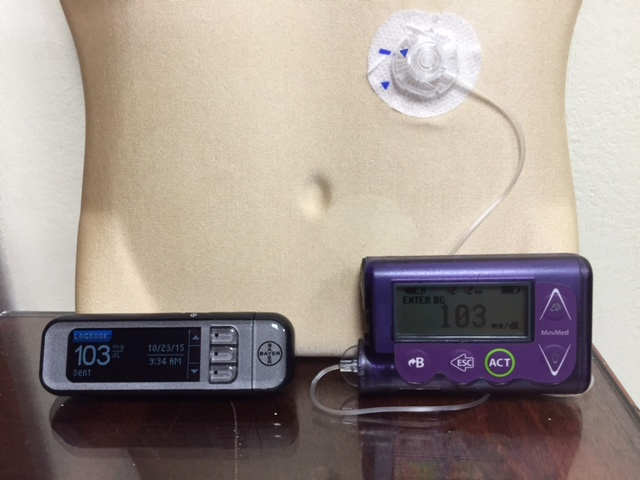 LOGBOOK
103 mg/dL
10/23/15
9:34 AM
Sent
BAYER
BAYER
ENTER BG
103 mg/dL
MiniMed
B
ESC
ACT